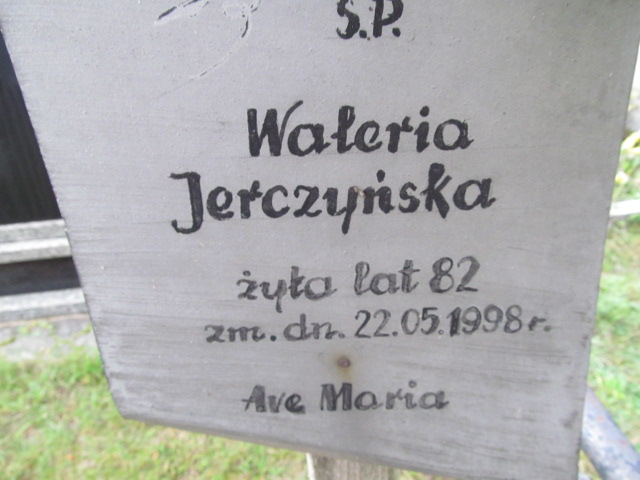 Ś.P.
Waleria
Jerczyńska
żyła lat 82
zm. dn. 22.05.1998 r.
Ave Maria